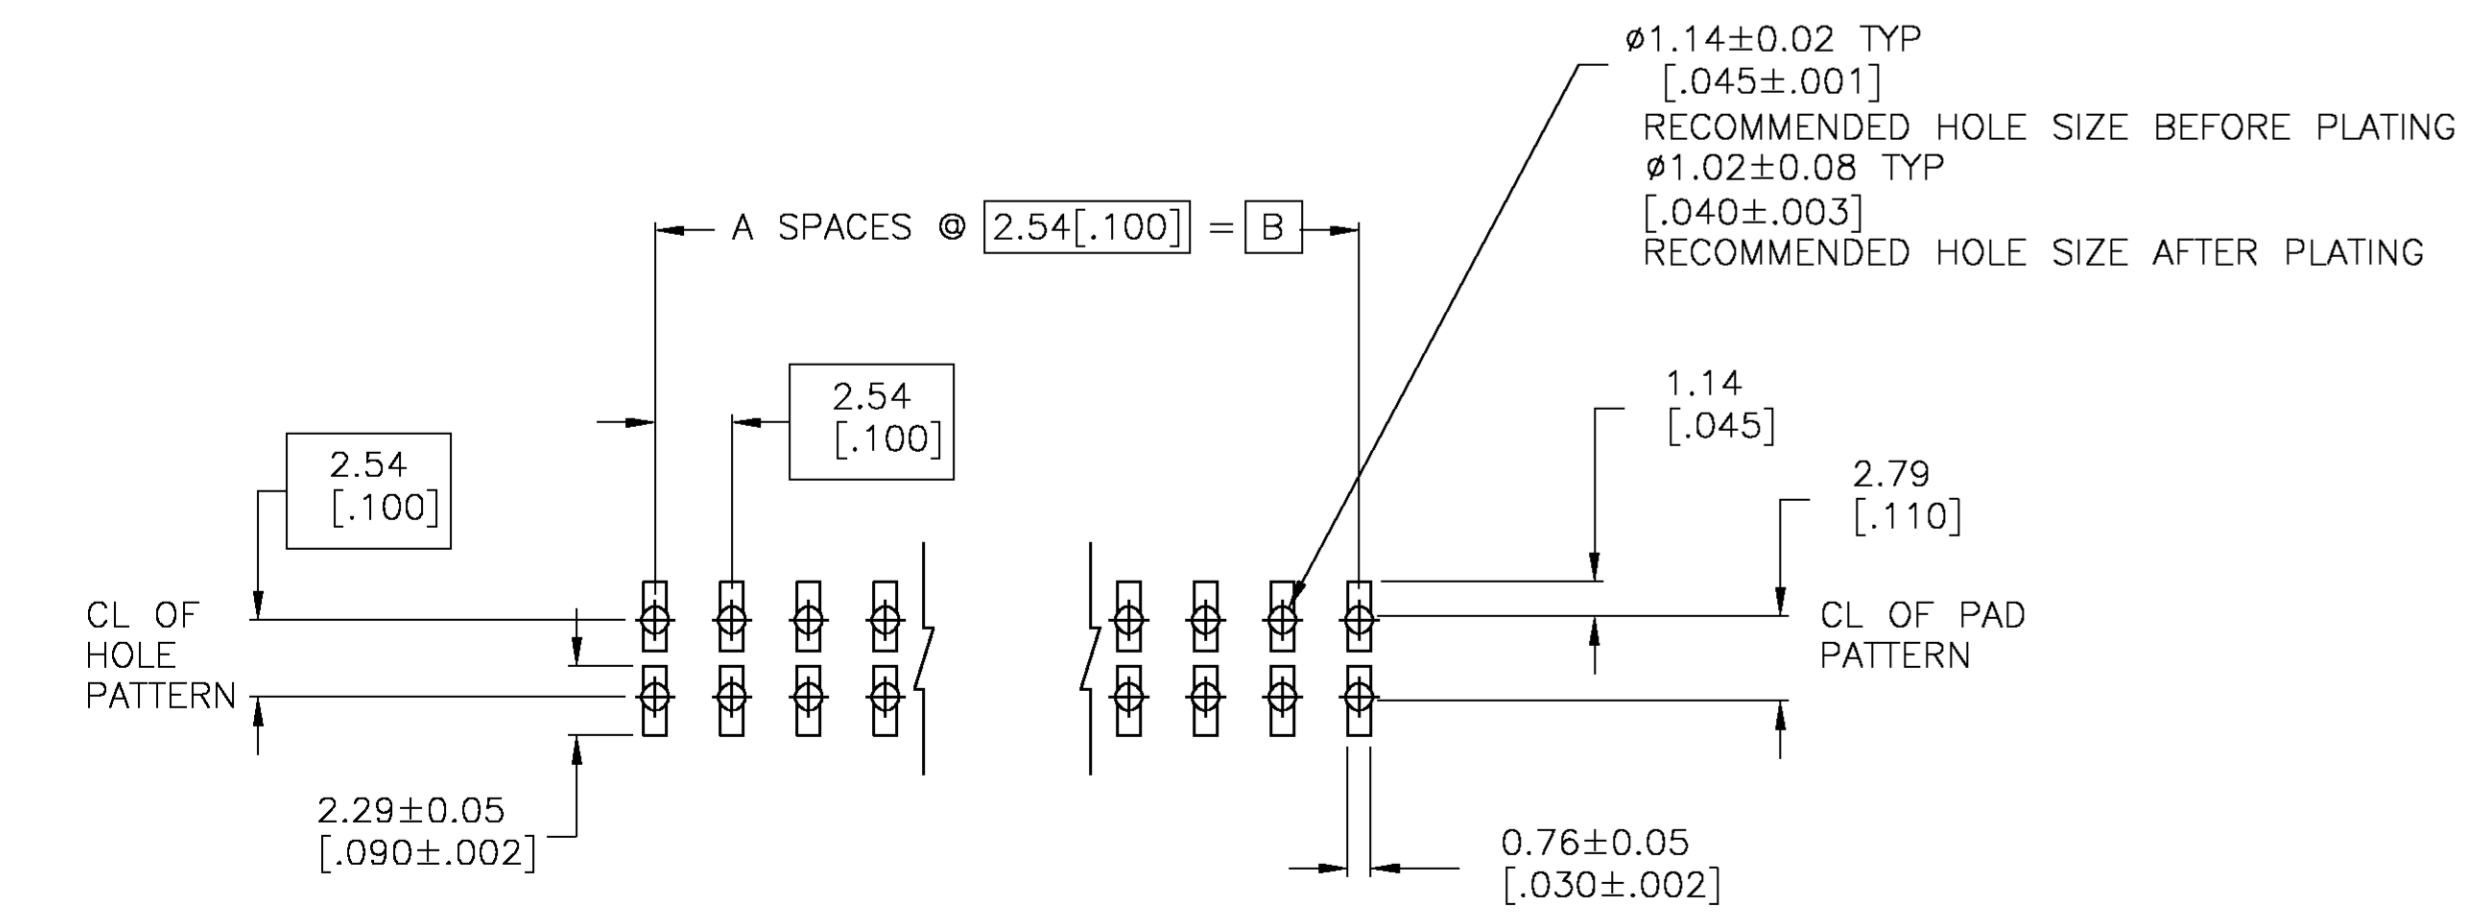 ø1.14±0.02 TYP
[.045±.001]
RECOMMENDED HOLE SIZE BEFORE PLATING
ø1.02±0.08 TYP
[.040±.003]
RECOMMENDED HOLE SIZE AFTER PLATING
A SPACES @ 2.54[.100] = B
2.54
[.100]
2.54
[.100]
1.14
[.045]
2.79
[.110]
CL OF
HOLE
PATTERN
CL OF PAD
PATTERN
2.29±0.05
[.090±.002]
0.76±0.05
[.030±.002]